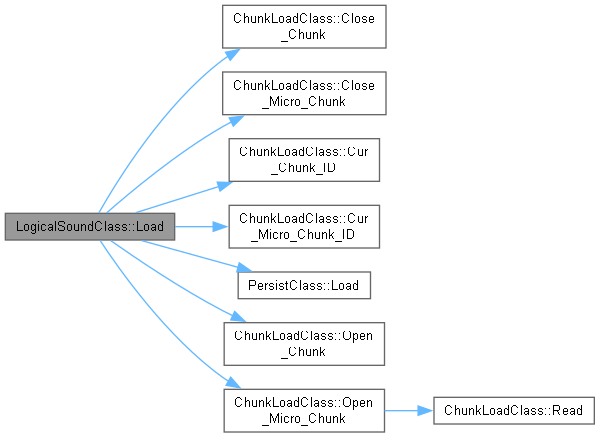 ChunkLoadClass::Close
_Chunk
ChunkLoadClass::Close
_Micro_Chunk
ChunkLoadClass::Cur
_Chunk_ID
LogicalSoundClass::Load
ChunkLoadClass::Cur
_Micro_Chunk_ID
PersistClass::Load
ChunkLoadClass::Open
_Chunk
ChunkLoadClass::Open
_Micro_Chunk
ChunkLoadClass::Read